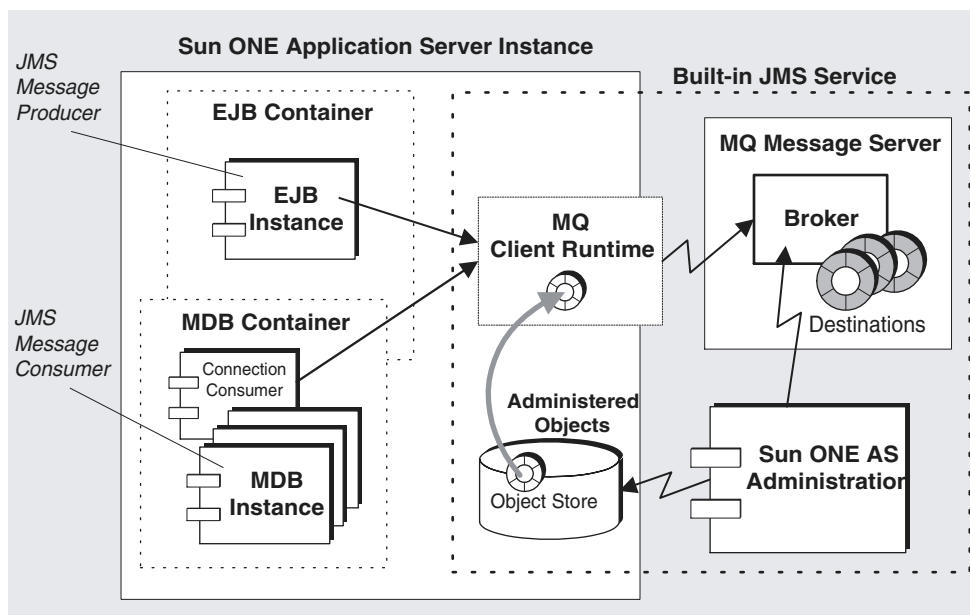 Sun ONE Application Server Instance
JMS
Message
Producer
Built-in JMS Service
EJB Container
MQ Message Server
EJB
Instance
MQ
Client Runtime
Broker
Destinations
JMS
Message
Consumer
MDB Container
Connection
Consumer
MDB
Instance
Administered
Objects
Object Store
Sun ONE AS
Administration